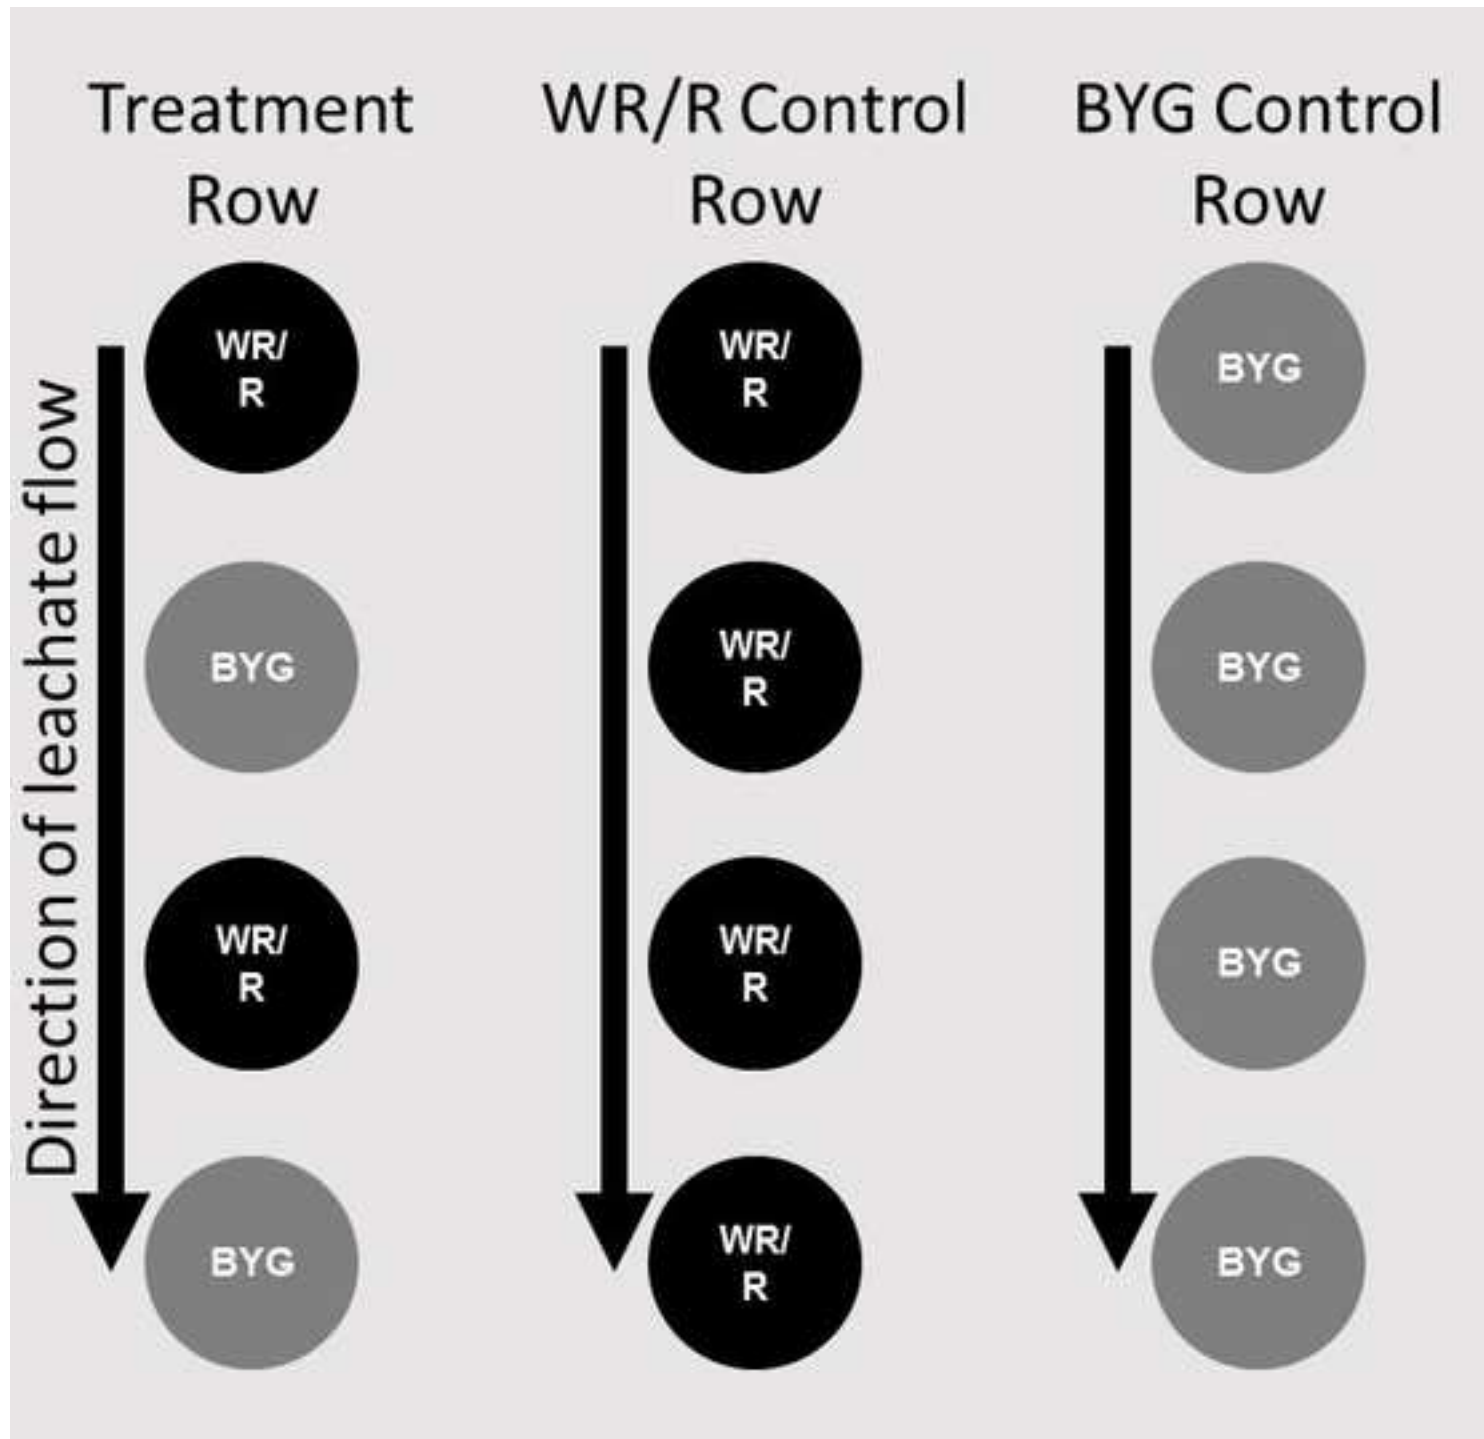 Treatment
Row
WR/R Control
Row
BYG Control
Row
Direction of leachate flow
WR/
R
BYG
WR/
R
BYG
WR/
R
WR/
R
WR/
R
WR/
R
BYG
BYG
BYG
BYG